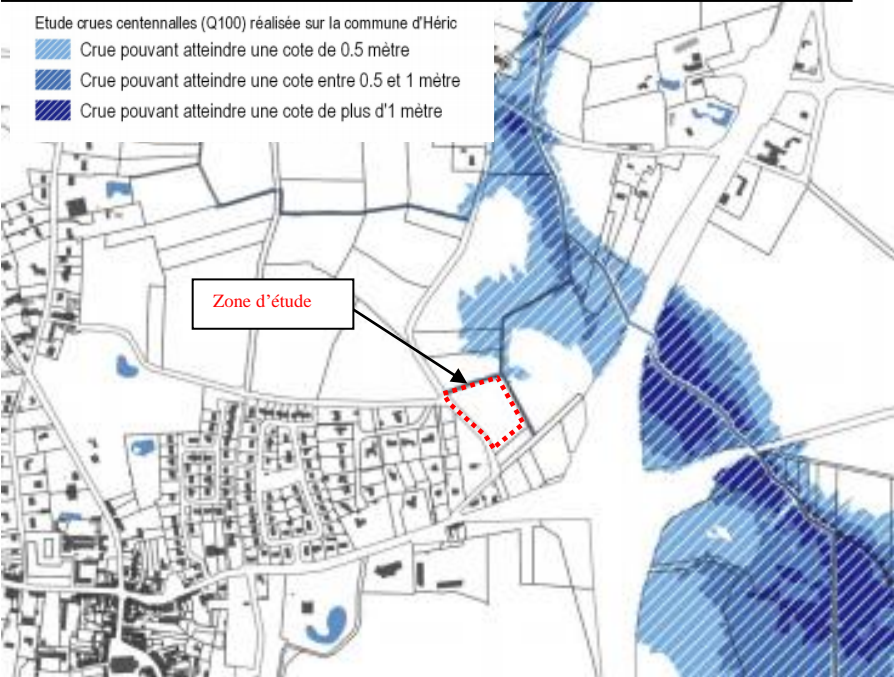 Etude crues centennalles (Q100) réalisée sur la commune d'Héric
Crue pouvant atteindre une cote de 0.5 mètre
Crue pouvant atteindre une cote entre 0.5 et 1 mètre
Crue pouvant atteindre une cote de plus d'1 mètre
Zone d'étude